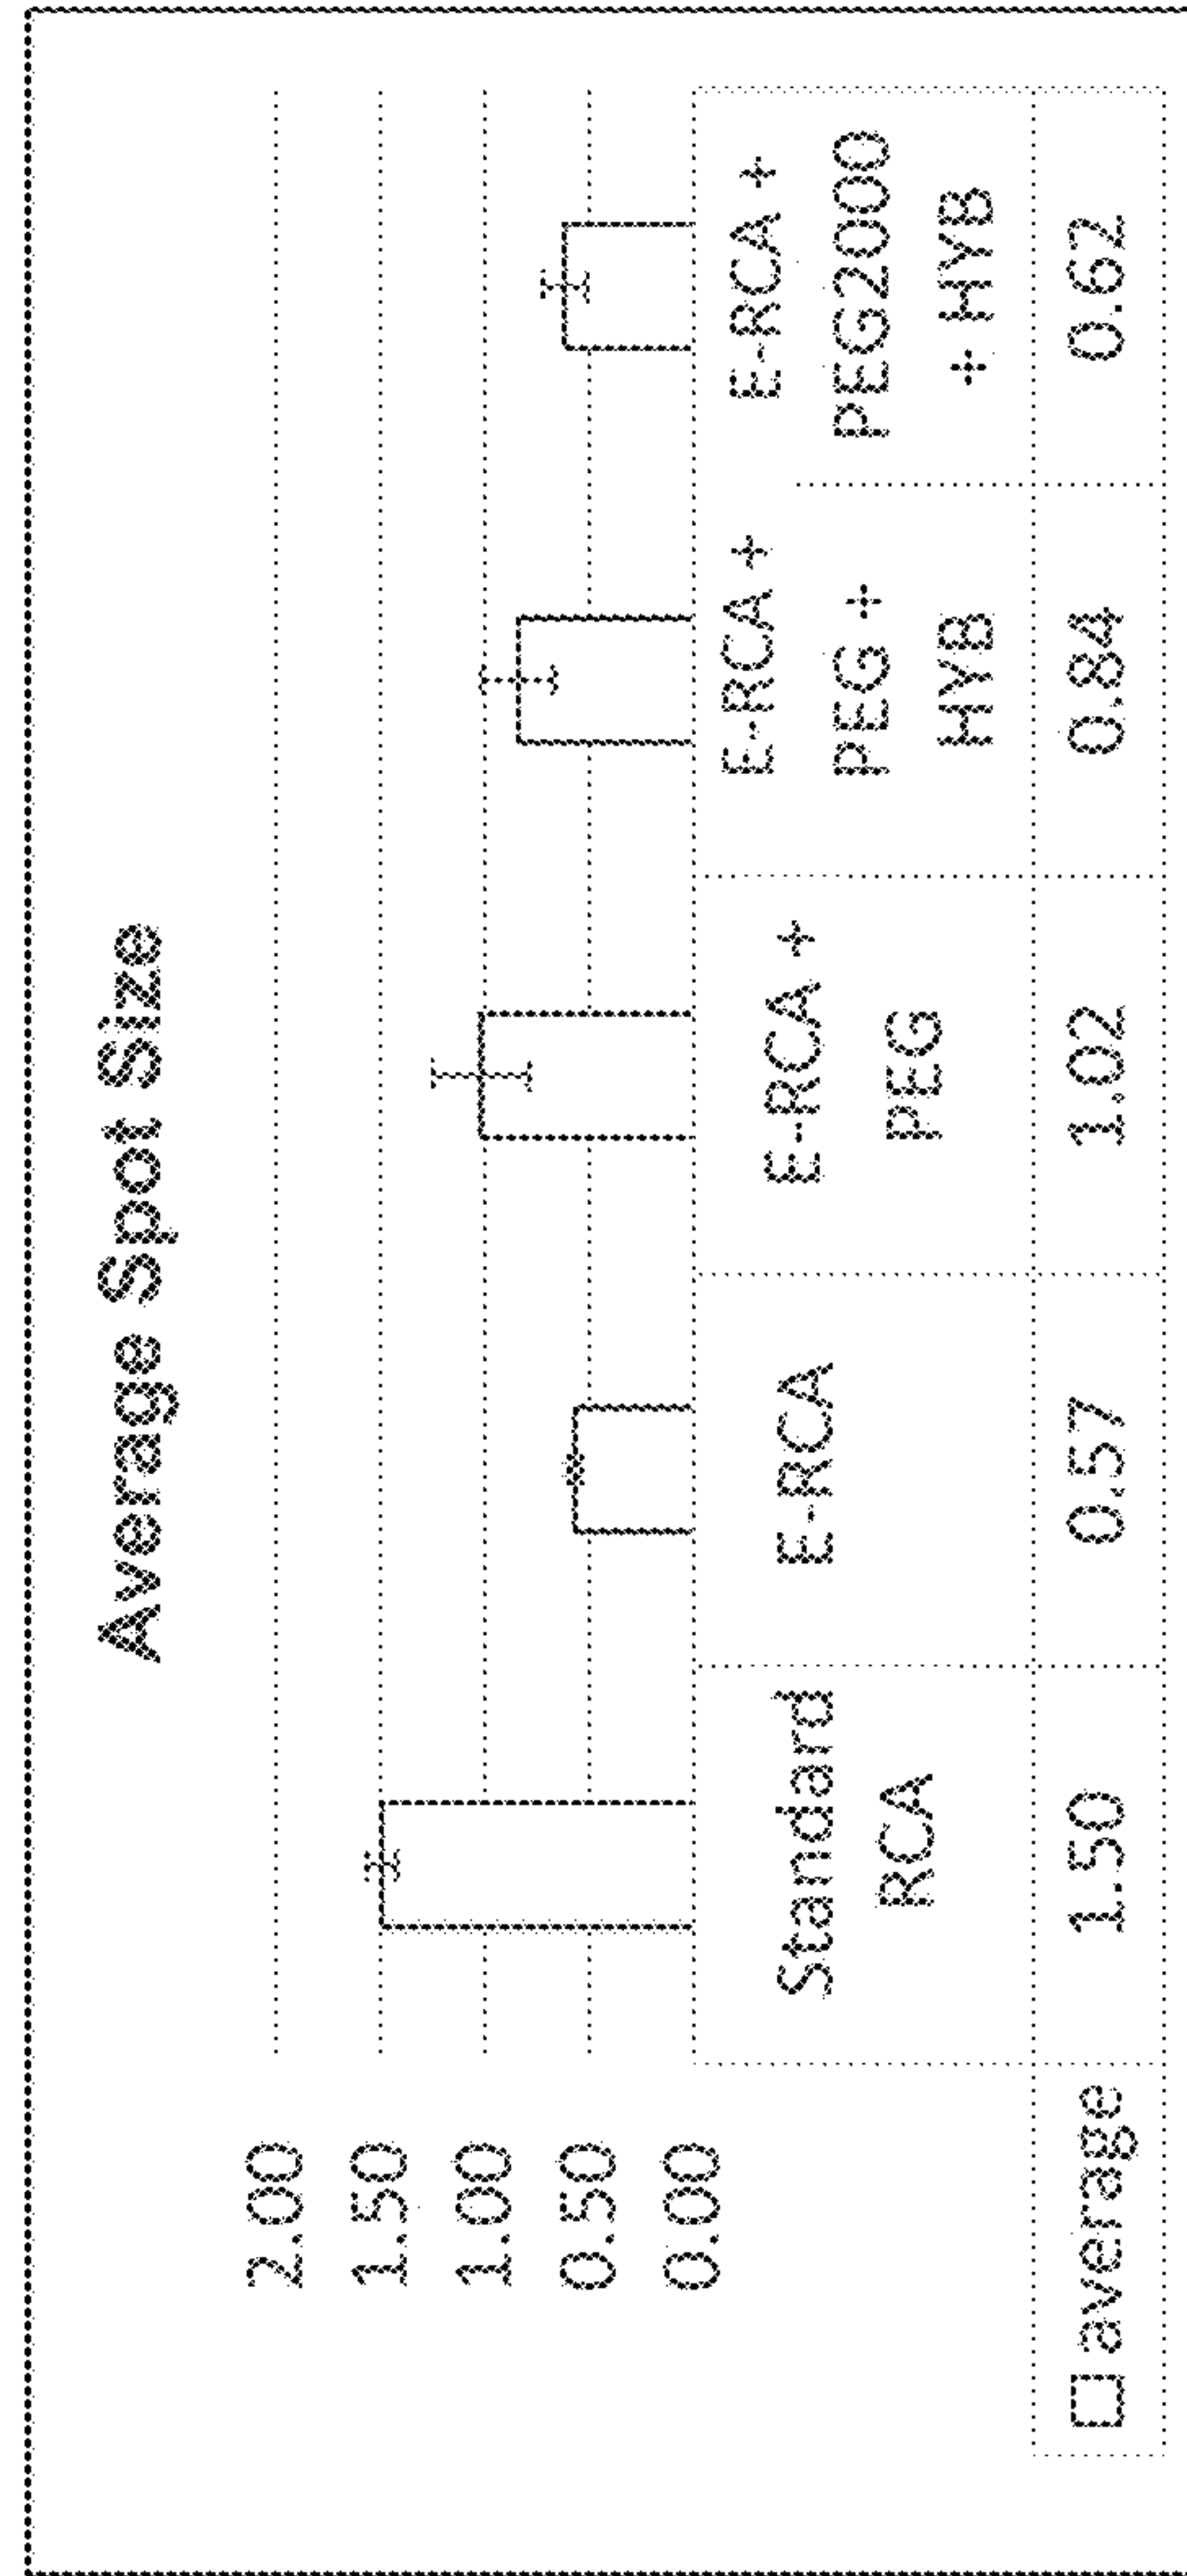 Average Spot Size
2.00
1.50
1.00
0.50
0.00
Standard
RCA
E-RCA
E-RCA +
PEG
E-RCA +
PEG +
HYB
E-RCA +
PEG2000
+ HYB
average
1.50
0.57
1.02
0.84
0.62